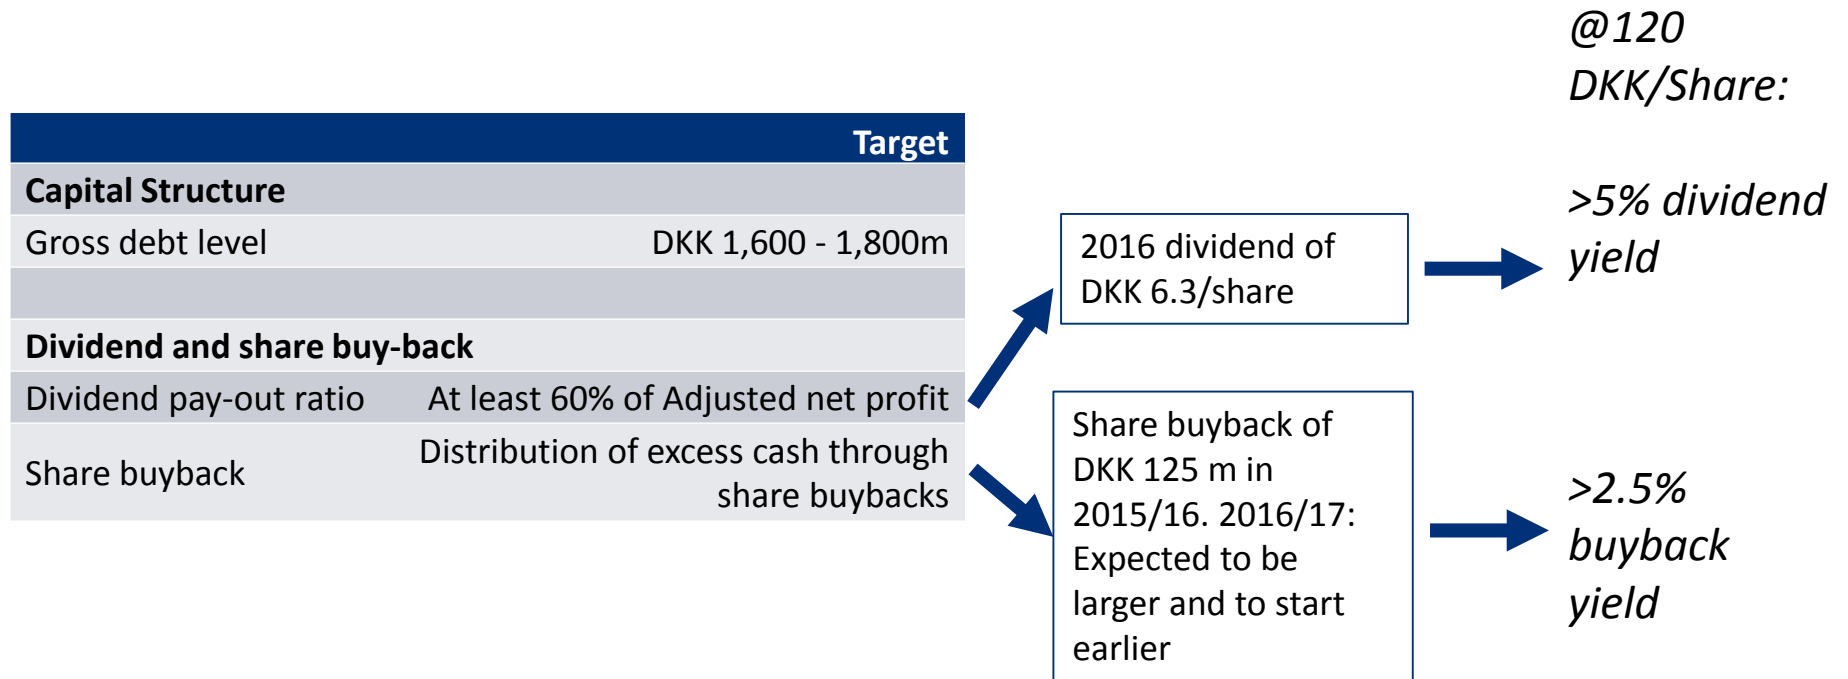 @120
DKK/Share:
Target
Capital Structure
Gross debt level DKK 1,600 - 1,800m
Dividend and share buy-back
Dividend pay-out ratio At least 60% of Adjusted net profit
Share buyback Distribution of excess cash through
share buybacks
2016 dividend of
DKK 6.3/share
>5% dividend
yield
Share buyback of
DKK 125 m in
2015/16. 2016/17:
Expected to be
larger and to start
earlier
>2.5%
buyback
yield